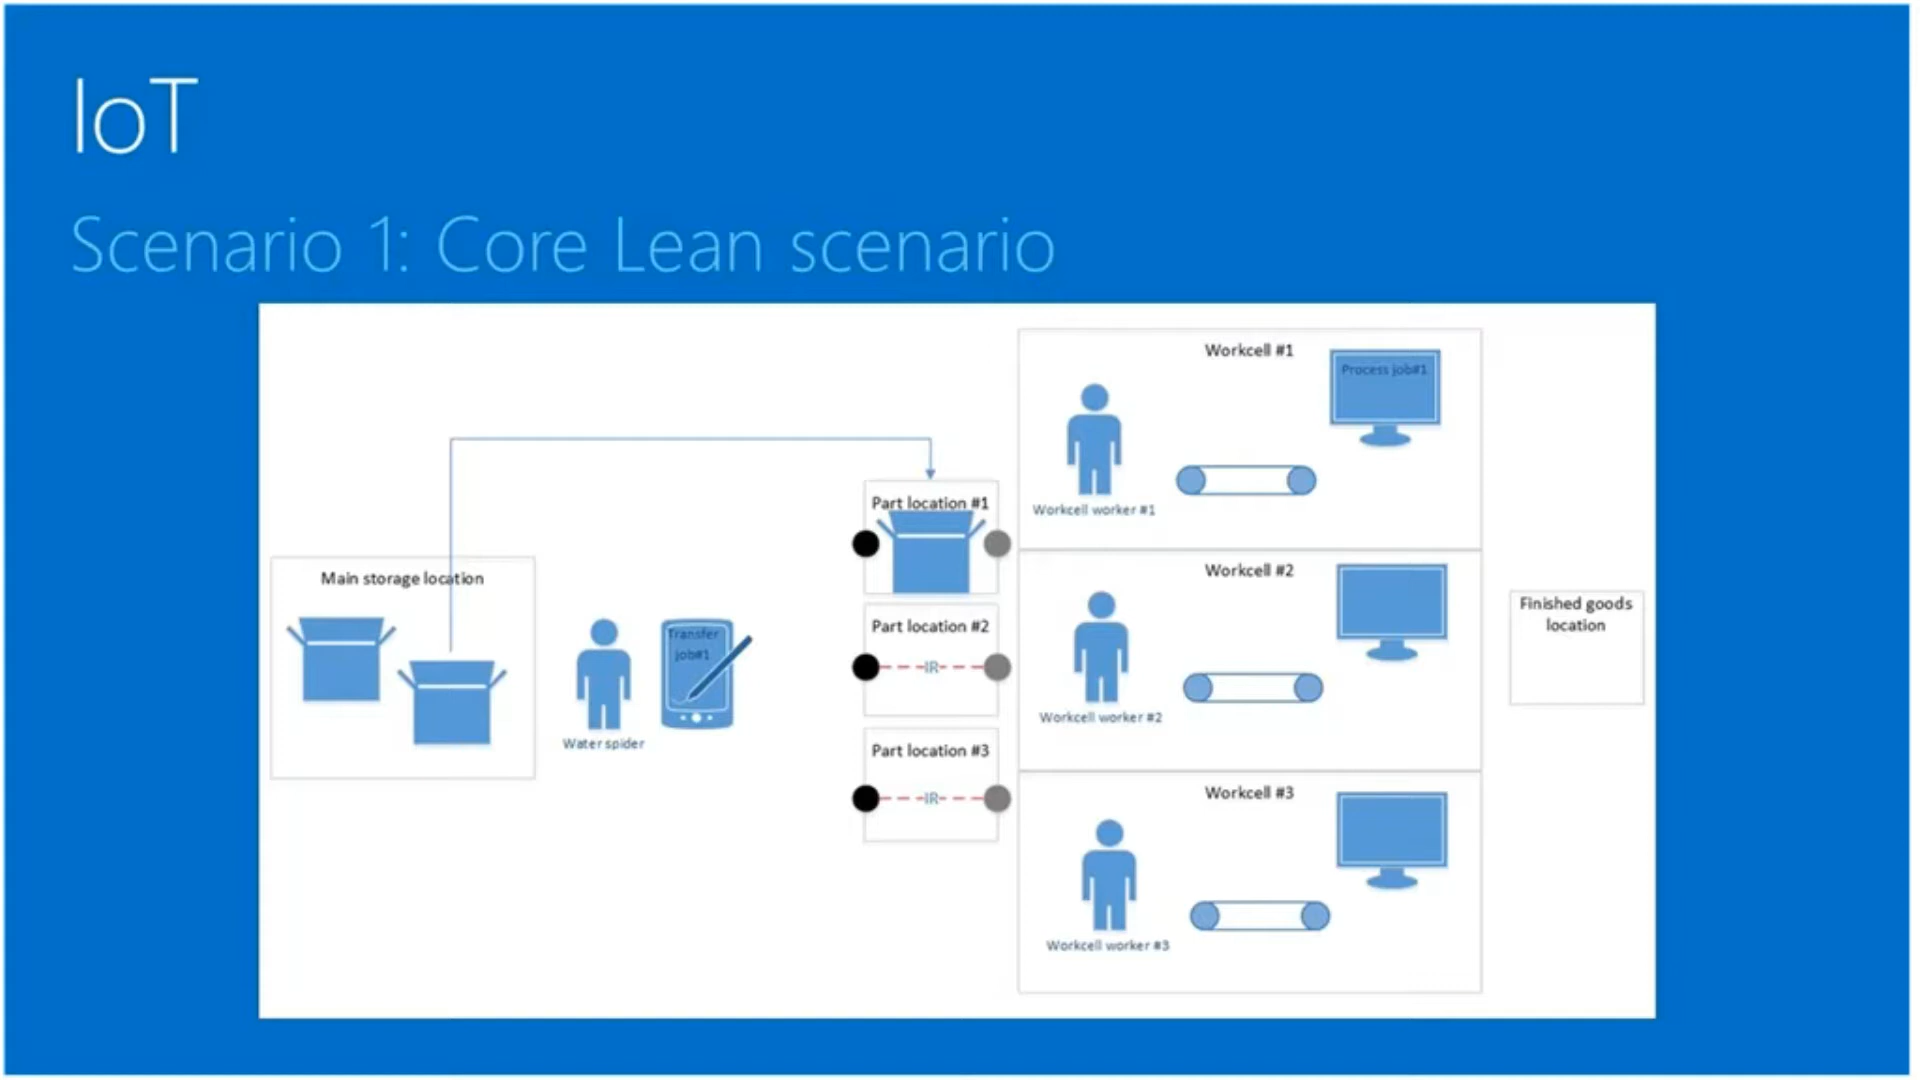 IoT
Scenario 1: Core Lean scenario
Main storage location
Water spider
Transfer
job#1
Part location #1
Part location #2
IR
Part location #3
IR
Workcell #1
Process job#1
Workcell worker #1
Workcell #2
Workcell worker #2
Workcell #3
Workcell worker #3
Finished goods
location